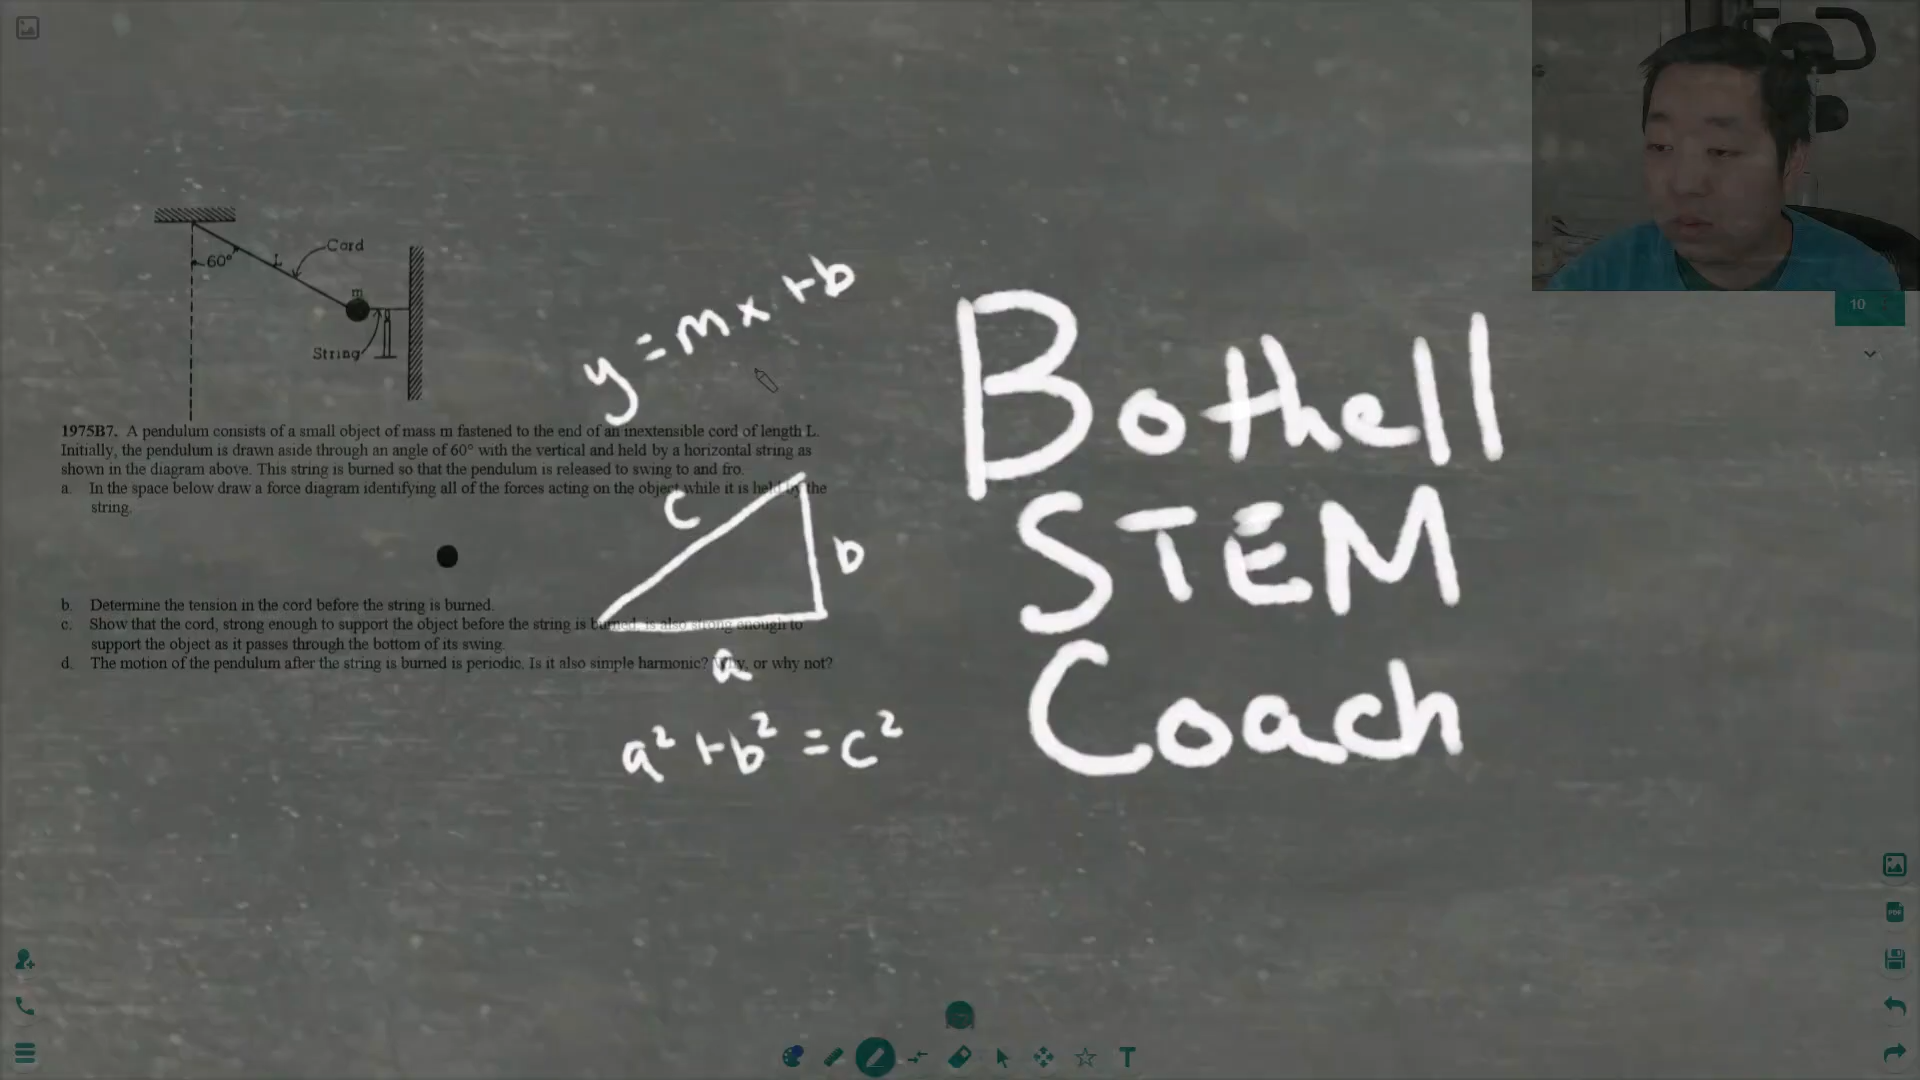 60°
L
Cord
m
String
1975B7. A pendulum consists of a small object of mass m fastened to the end of an inextensible cord of length L.
Initially, the pendulum is drawn aside through an angle of 60° with the vertical and held by a horizontal string as
shown in the diagram above. This string is burned so that the pendulum is released to swing to and fro.
a. In the space below draw a force diagram identifying all of the forces acting on the object while it is held by the
string.
b. Determine the tension in the cord before the string is burned.
c. Show that the cord, strong enough to support the object before the string is burned, is also strong enough to
support the object as it passes through the bottom of its swing.
d. The motion of the pendulum after the string is burned is periodic. Is it also simple harmonic? Why, or why not?
y = mx + b
c
b
a
a² + b² = c²
Bothell
STEM
Coach
10
PDF
T